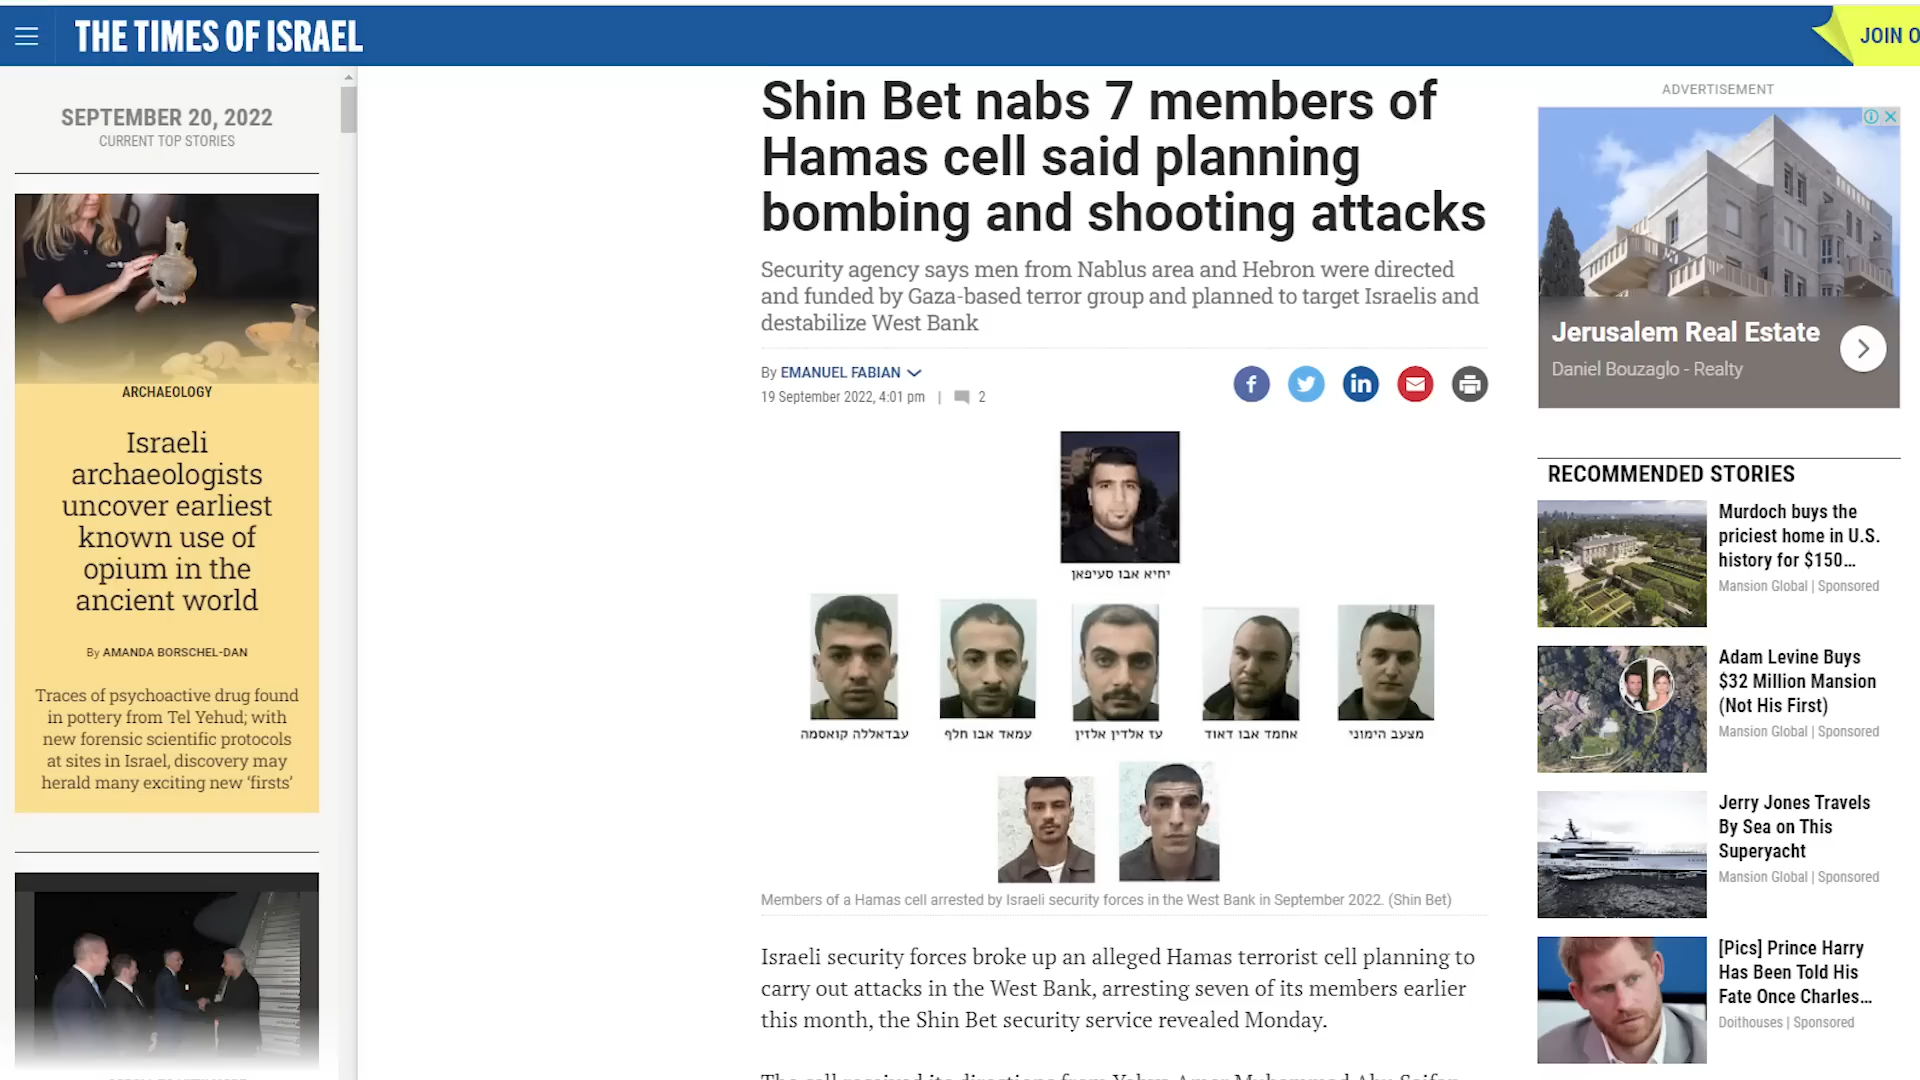 THE TIMES OF ISRAEL
JOIN O
SEPTEMBER 20, 2022
CURRENT TOP STORIES
ARCHAEOLOGY
Israeli
archaeologists
uncover earliest
known use of
opium in the
ancient world
By AMANDA BORSCHEL-DAN
Traces of psychoactive drug found
in pottery from Tel Yehud; with
new forensic scientific protocols
at sites in Israel, discovery may
herald many exciting new ‘firsts’
Shin Bet nabs 7 members of
Hamas cell said planning
bombing and shooting attacks
Security agency says men from Nablus area and Hebron were directed
and funded by Gaza-based terror group and planned to target Israelis and
destabilize West Bank
By EMANUEL FABIAN
19 September 2022, 4:01 pm | 2
יחיא אבו סעיפאן
עבדאללה קואסמה
עמאד אבו חלף
עז אלדין אלזין
אחמד אבו דאוד
מצעב הימוני
Members of a Hamas cell arrested by Israeli security forces in the West Bank in September 2022. (Shin Bet)
Israeli security forces broke up an alleged Hamas terrorist cell planning to
carry out attacks in the West Bank, arresting seven of its members earlier
this month, the Shin Bet security service revealed Monday.
ADVERTISEMENT
Jerusalem Real Estate
Daniel Bouzaglo - Realty
RECOMMENDED STORIES
Murdoch buys the
priciest home in U.S.
history for $150...
Mansion Global | Sponsored
Adam Levine Buys
$32 Million Mansion
(Not His First)
Mansion Global | Sponsored
Jerry Jones Travels
By Sea on This
Superyacht
Mansion Global | Sponsored
[Pics] Prince Harry
Has Been Told His
Fate Once Charles...
Doithouses | Sponsored